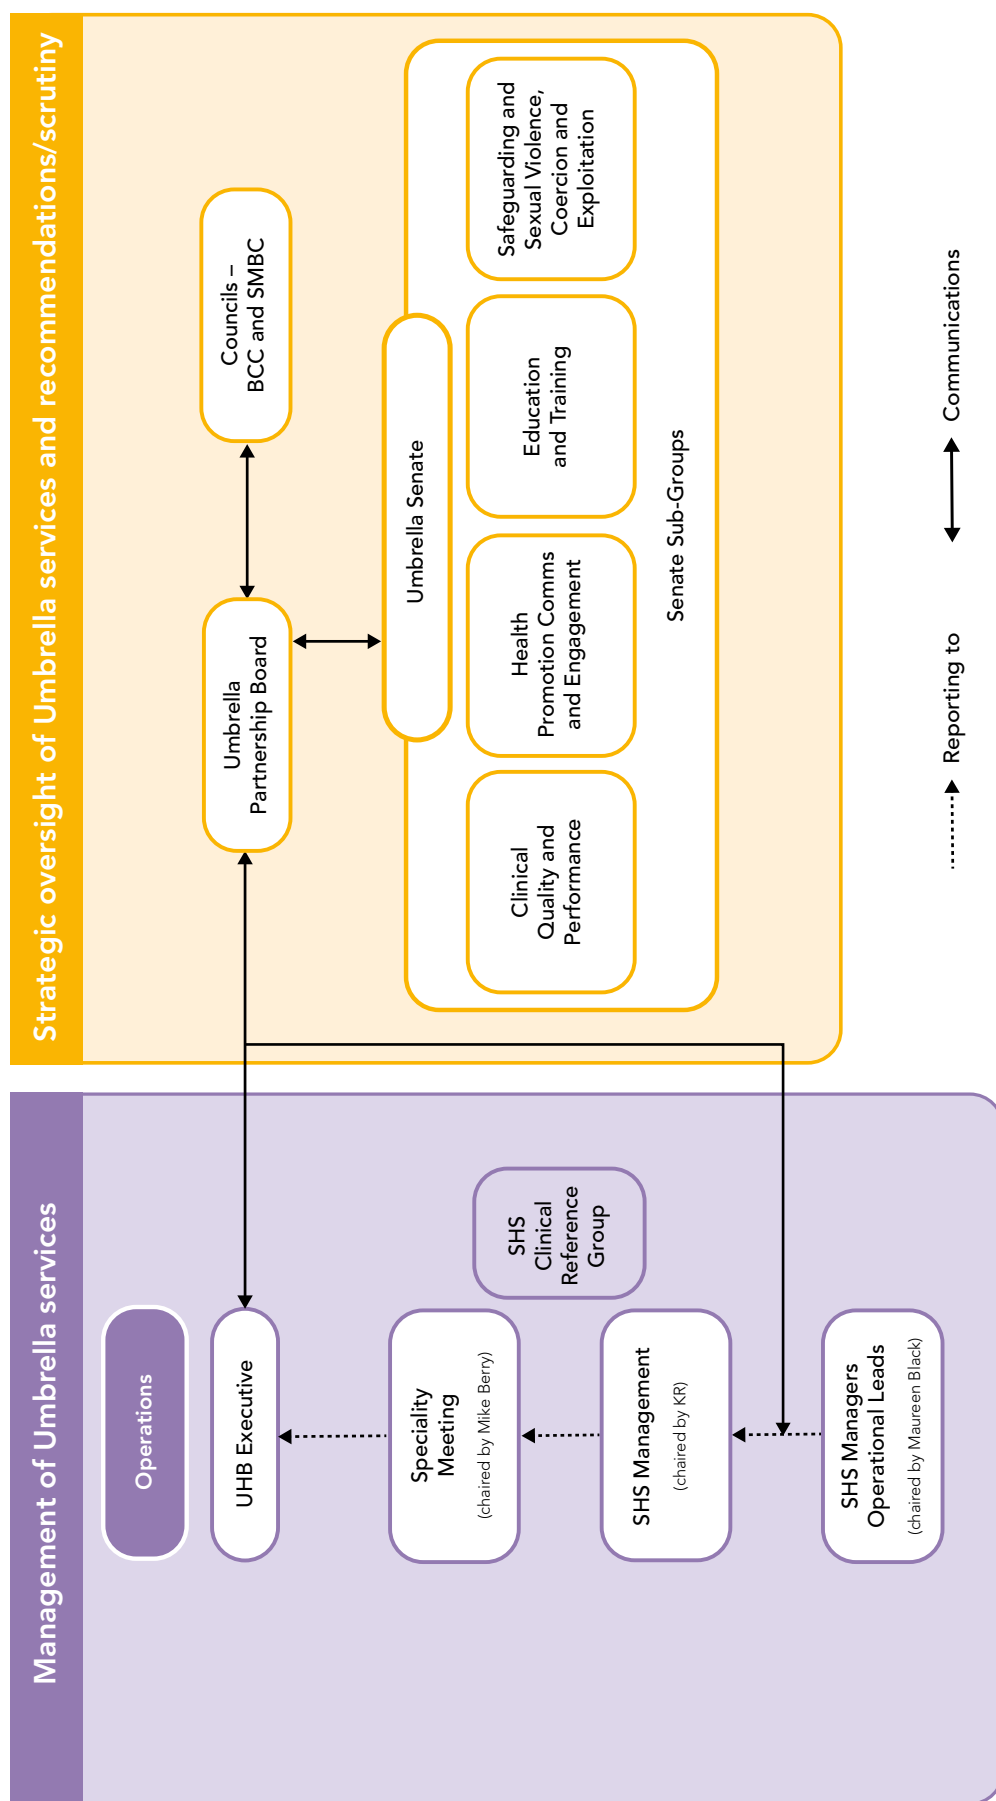 Management of Umbrella services
Operations
UHB Executive
Speciality
Meeting
(chaired by Mike Berry)
SHS Management
(chaired by KR)
SHS Managers
Operational Leads
(chaired by Maureen Black)
SHS
Clinical
Reference
Group
Strategic oversight of Umbrella services and recommendations/scrutiny
Umbrella
Partnership Board
Councils –
BCC and SMBC
Umbrella Senate
Clinical
Quality and
Performance
Health
Promotion Comms
and Engagement
Education
and Training
Safeguarding and
Sexual Violence,
Coercion and
Exploitation
Senate Sub-Groups
Reporting to
Communications